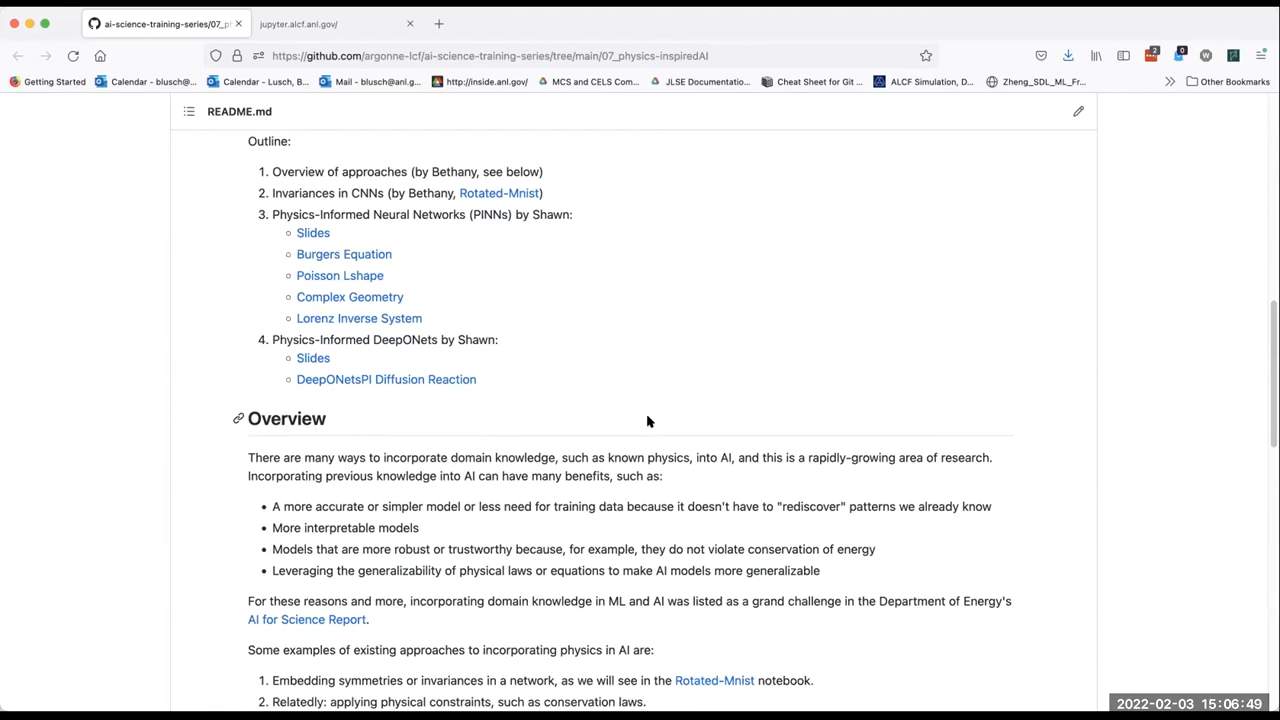 ai-science-training-series/07_p
jupyter.alcf.anl.gov/
https://github.com/argonne-lcf/ai-science-training-series/tree/main/07_physics-inspiredAI
2
0
W
Getting Started
Calendar - blusch@...
Calendar - Lusch, B...
Mail - blusch@anl.g...
http://inside.anl.gov/
MCS and CELS Com...
JLSE Documentatio...
Cheat Sheet for Git ...
ALCF Simulation, D...
Zheng_SDL_ML_Fr...
Other Bookmarks
README.md
Outline:
1. Overview of approaches (by Bethany, see below)
2. Invariances in CNNs (by Bethany, Rotated-Mnist)
3. Physics-Informed Neural Networks (PINNs) by Shawn:
Slides
Burgers Equation
Poisson Lshape
Complex Geometry
Lorenz Inverse System
4. Physics-Informed DeepONets by Shawn:
Slides
DeepONetsPI Diffusion Reaction
Overview
There are many ways to incorporate domain knowledge, such as known physics, into AI, and this is a rapidly-growing area of research.
Incorporating previous knowledge into AI can have many benefits, such as:
• A more accurate or simpler model or less need for training data because it doesn't have to "rediscover" patterns we already know
• More interpretable models
• Models that are more robust or trustworthy because, for example, they do not violate conservation of energy
• Leveraging the generalizability of physical laws or equations to make AI models more generalizable
For these reasons and more, incorporating domain knowledge in ML and AI was listed as a grand challenge in the Department of Energy's
AI for Science Report.
Some examples of existing approaches to incorporating physics in AI are:
1. Embedding symmetries or invariances in a network, as we will see in the Rotated-Mnist notebook.
2. Relatedly: applying physical constraints, such as conservation laws.
2022-02-03 15:06:49